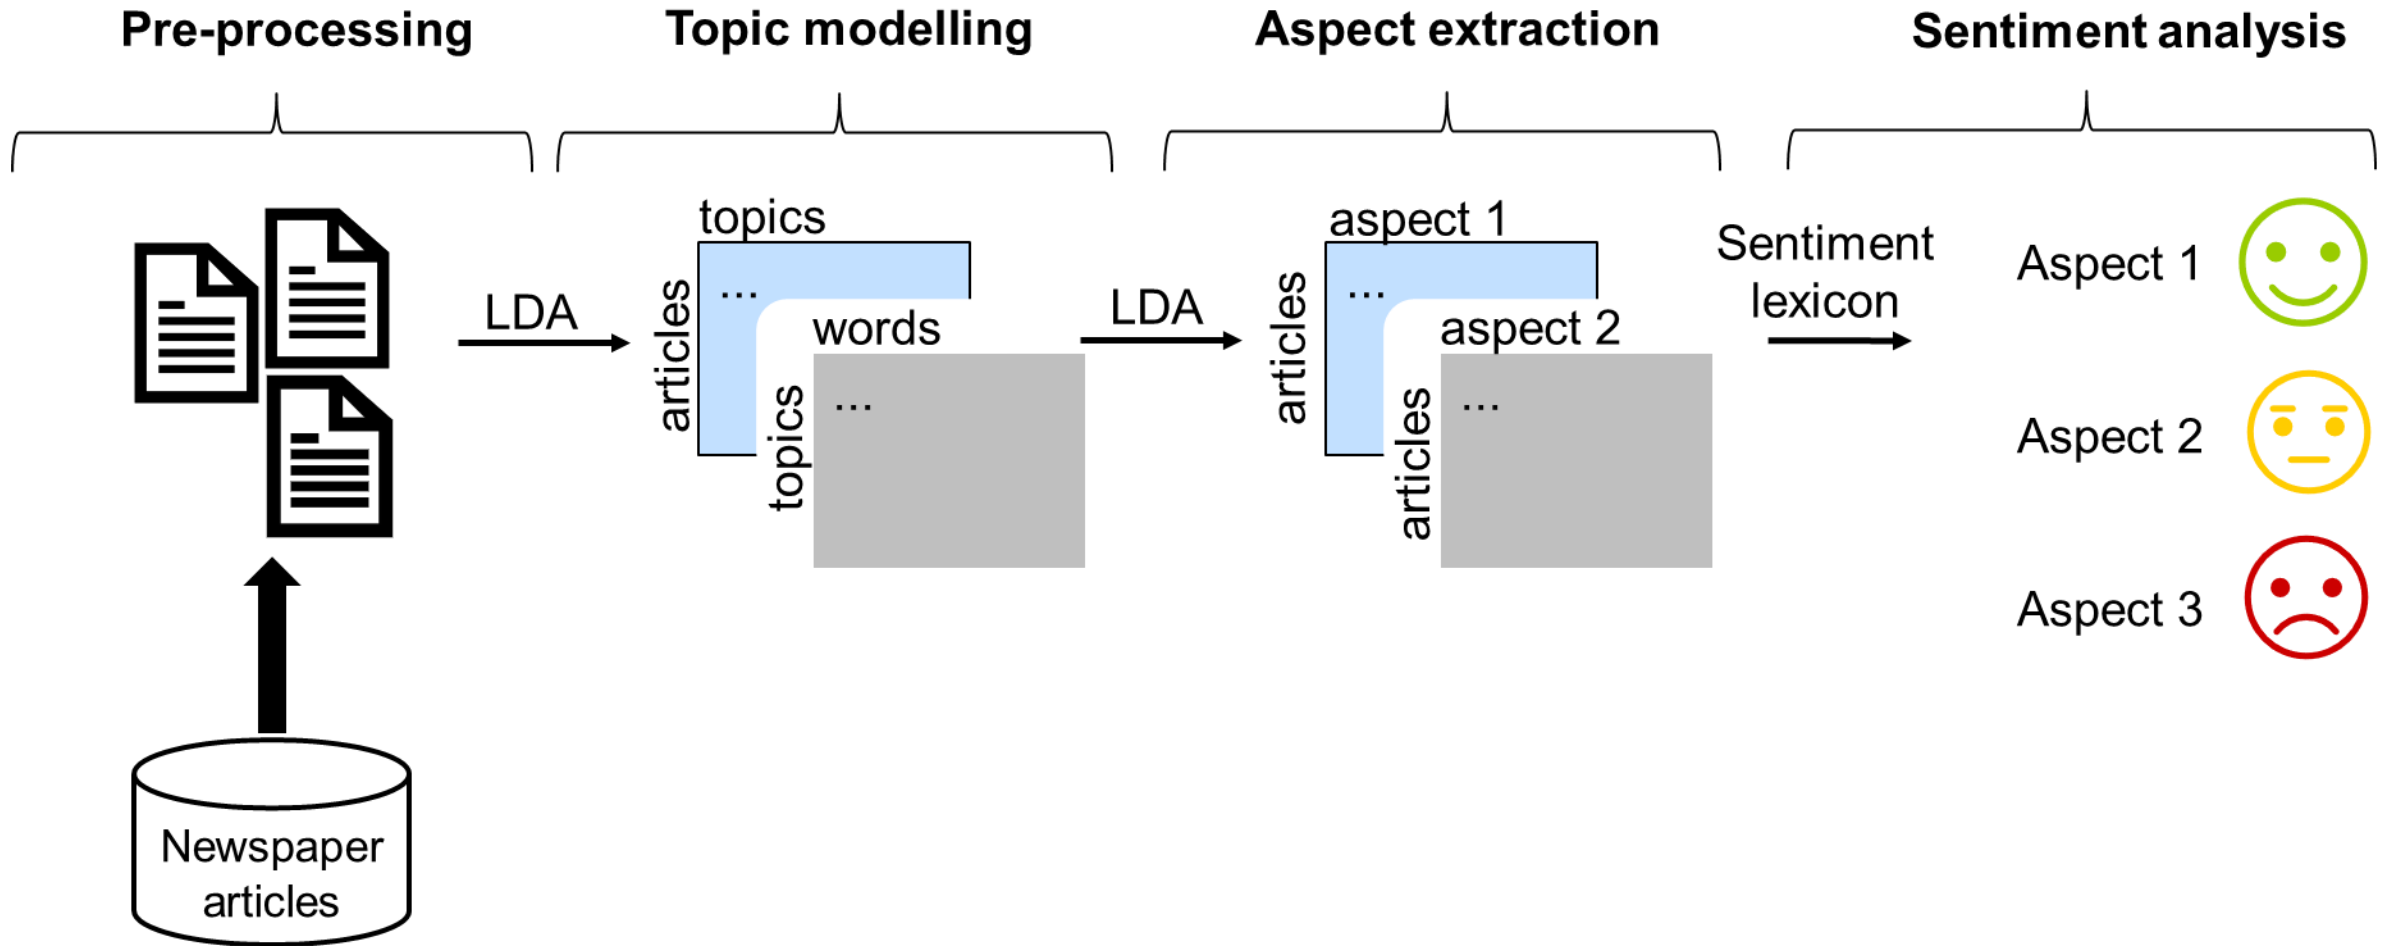 Pre-processing
Topic modelling
Aspect extraction
Sentiment analysis
Newspaper
articles
LDA
topics
articles
...
words
topics
...
LDA
aspect 1
articles
...
aspect 2
articles
...
Sentiment
lexicon
Aspect 1
Aspect 2
Aspect 3